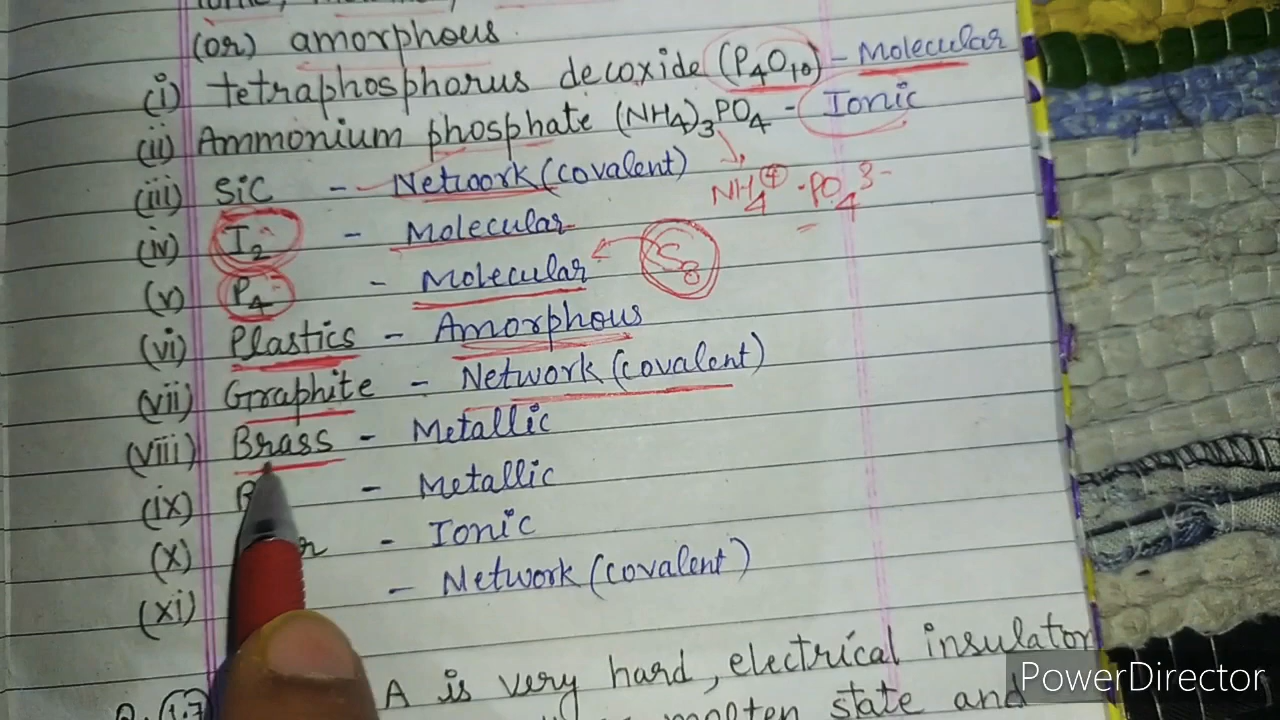 (or) amorphous.
(i) tetraphosphorus decoxide (P4O10) - Molecular
(ii) Ammonium phosphate (NH4)3PO4 - Ionic
NH4+ PO4 3-
(iii) SiC - Network (covalent)
(iv) I2 - Molecular
S8
(v) P4 - Molecular
(vi) Plastics - Amorphous
(vii) Graphite - Network (covalent)
(viii) Brass - Metallic
(ix) - Metallic
(x) - Ionic
(xi) - Network (covalent)
Q. 1.7 A is very hard, electrical insulator
molten state and
PowerDirector